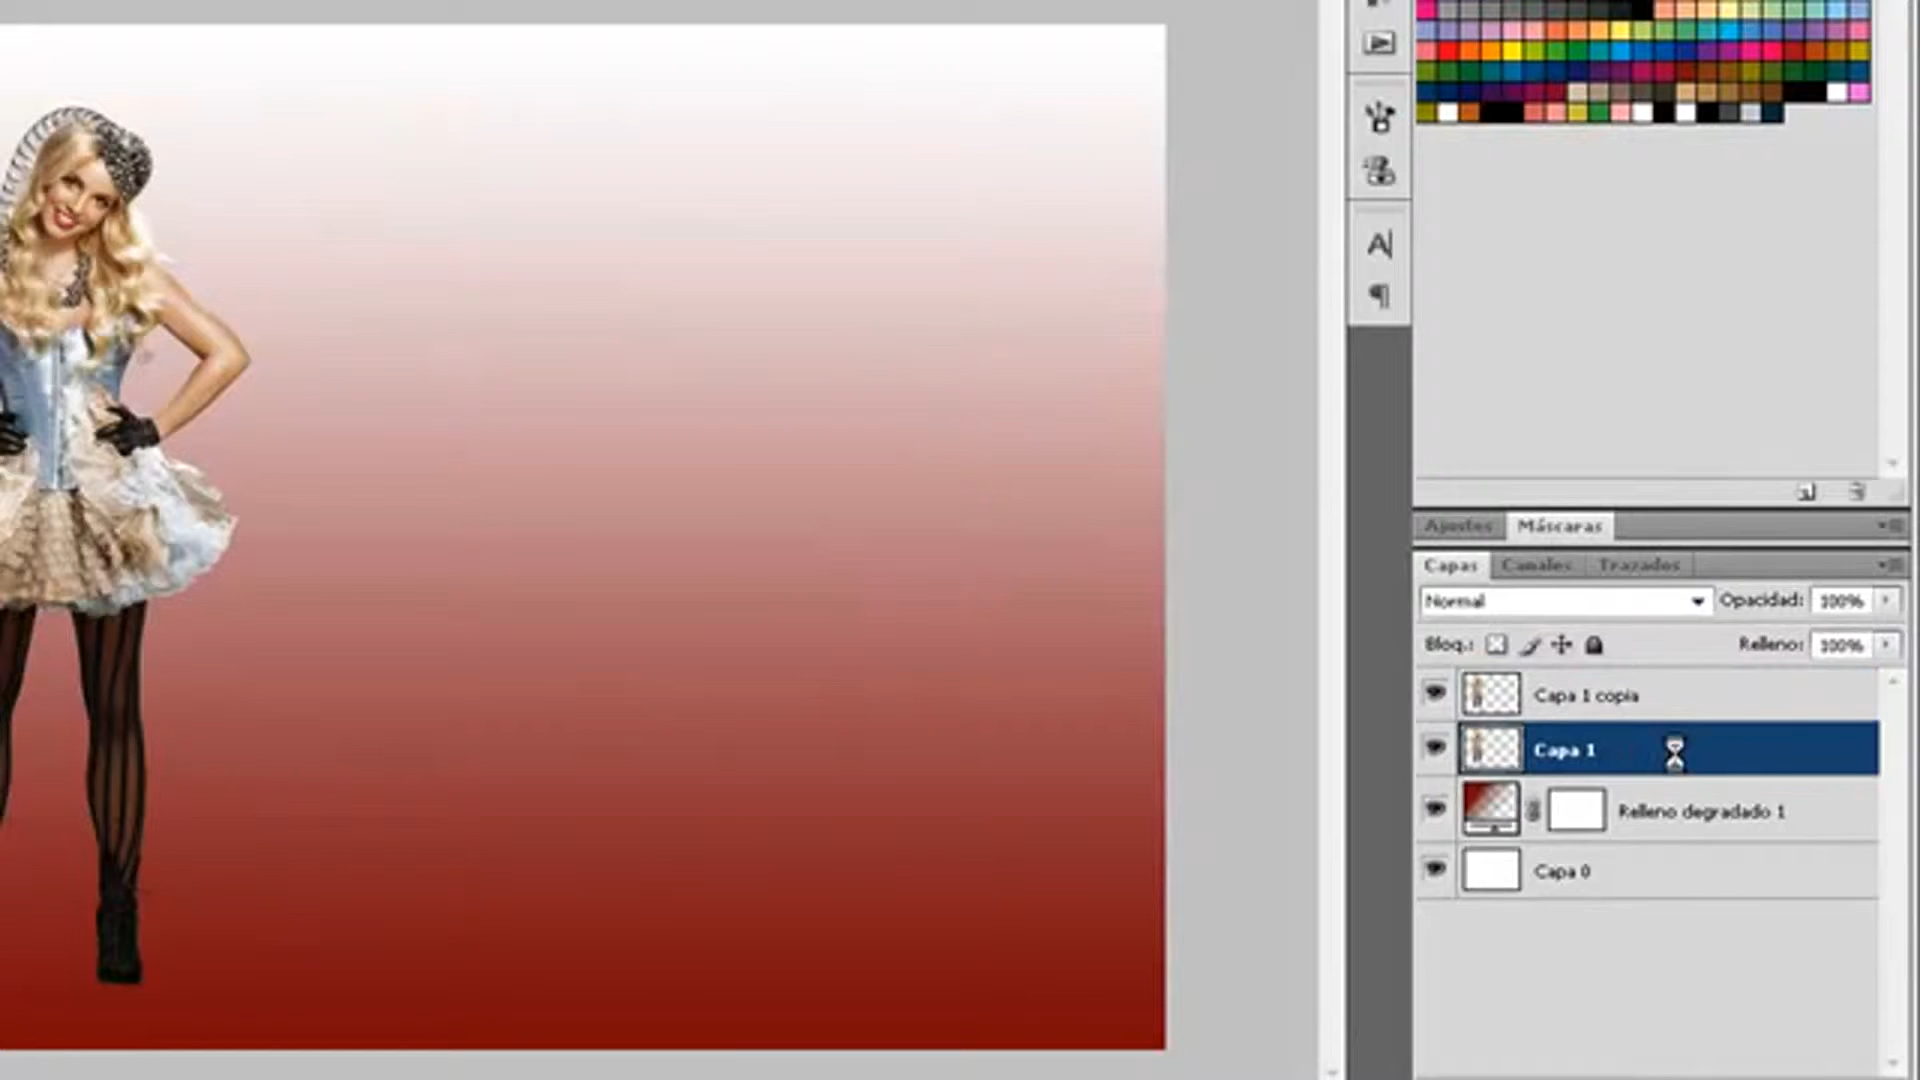 A
¶
Ajustes Máscaras
Capas Canales Trazados
Normal Opacidad: 100%
Bloq.: Relleno: 100%
Capa 1 copia
Capa 1
Relleno degradado 1
Capa 0